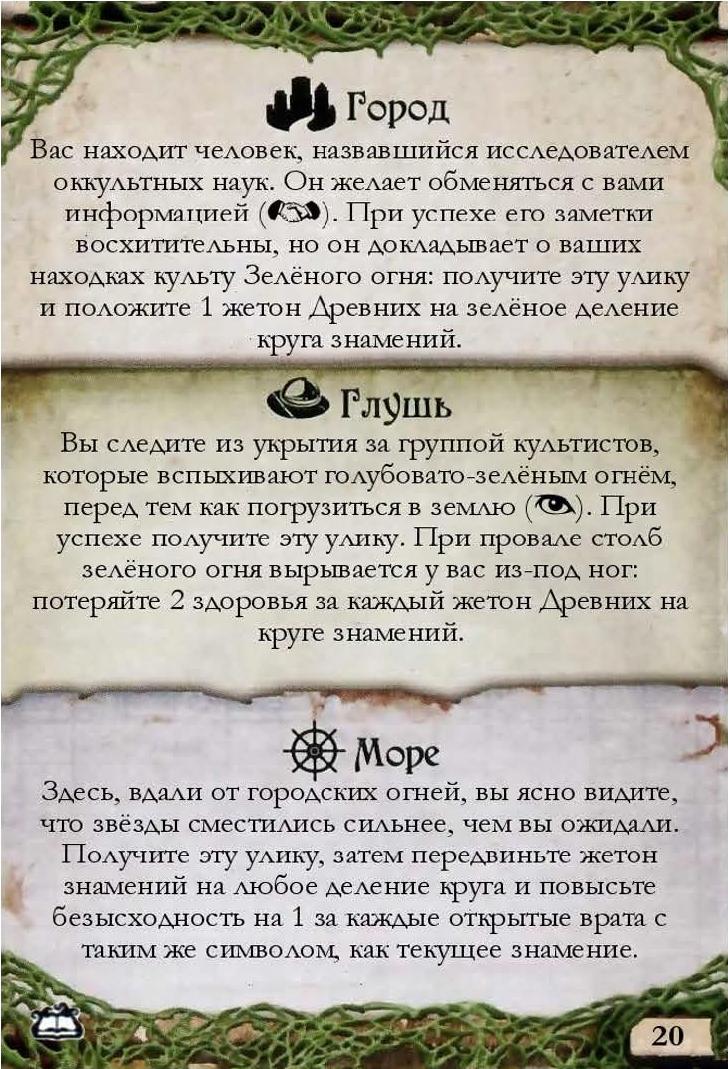 Город
Вас находит человек, назвавшийся исследователем
оккультных наук. Он желает обменяться с вами
информацией ( ). При успехе его заметки
восхитительны, но он докладывает о ваших
находках культу Зелёного огня: получите эту улику
и положите 1 жетон Древних на зелёное деление
круга знамений.
Глушь
Вы следите из укрытия за группой культистов,
которые вспыхивают голубовато-зелёным огнём,
перед тем как погрузиться в землю ( ). При
успехе получите эту улику. При провале столб
зелёного огня вырывается у вас из-под ног:
потеряйте 2 здоровья за каждый жетон Древних на
круге знамений.
Море
Здесь, вдали от городских огней, вы ясно видите,
что звёзды сместились сильнее, чем вы ожидали.
Получите эту улику, затем передвиньте жетон
знамений на любое деление круга и повысьте
безысходность на 1 за каждые открытые врата с
таким же символом, как текущее знамение.
20